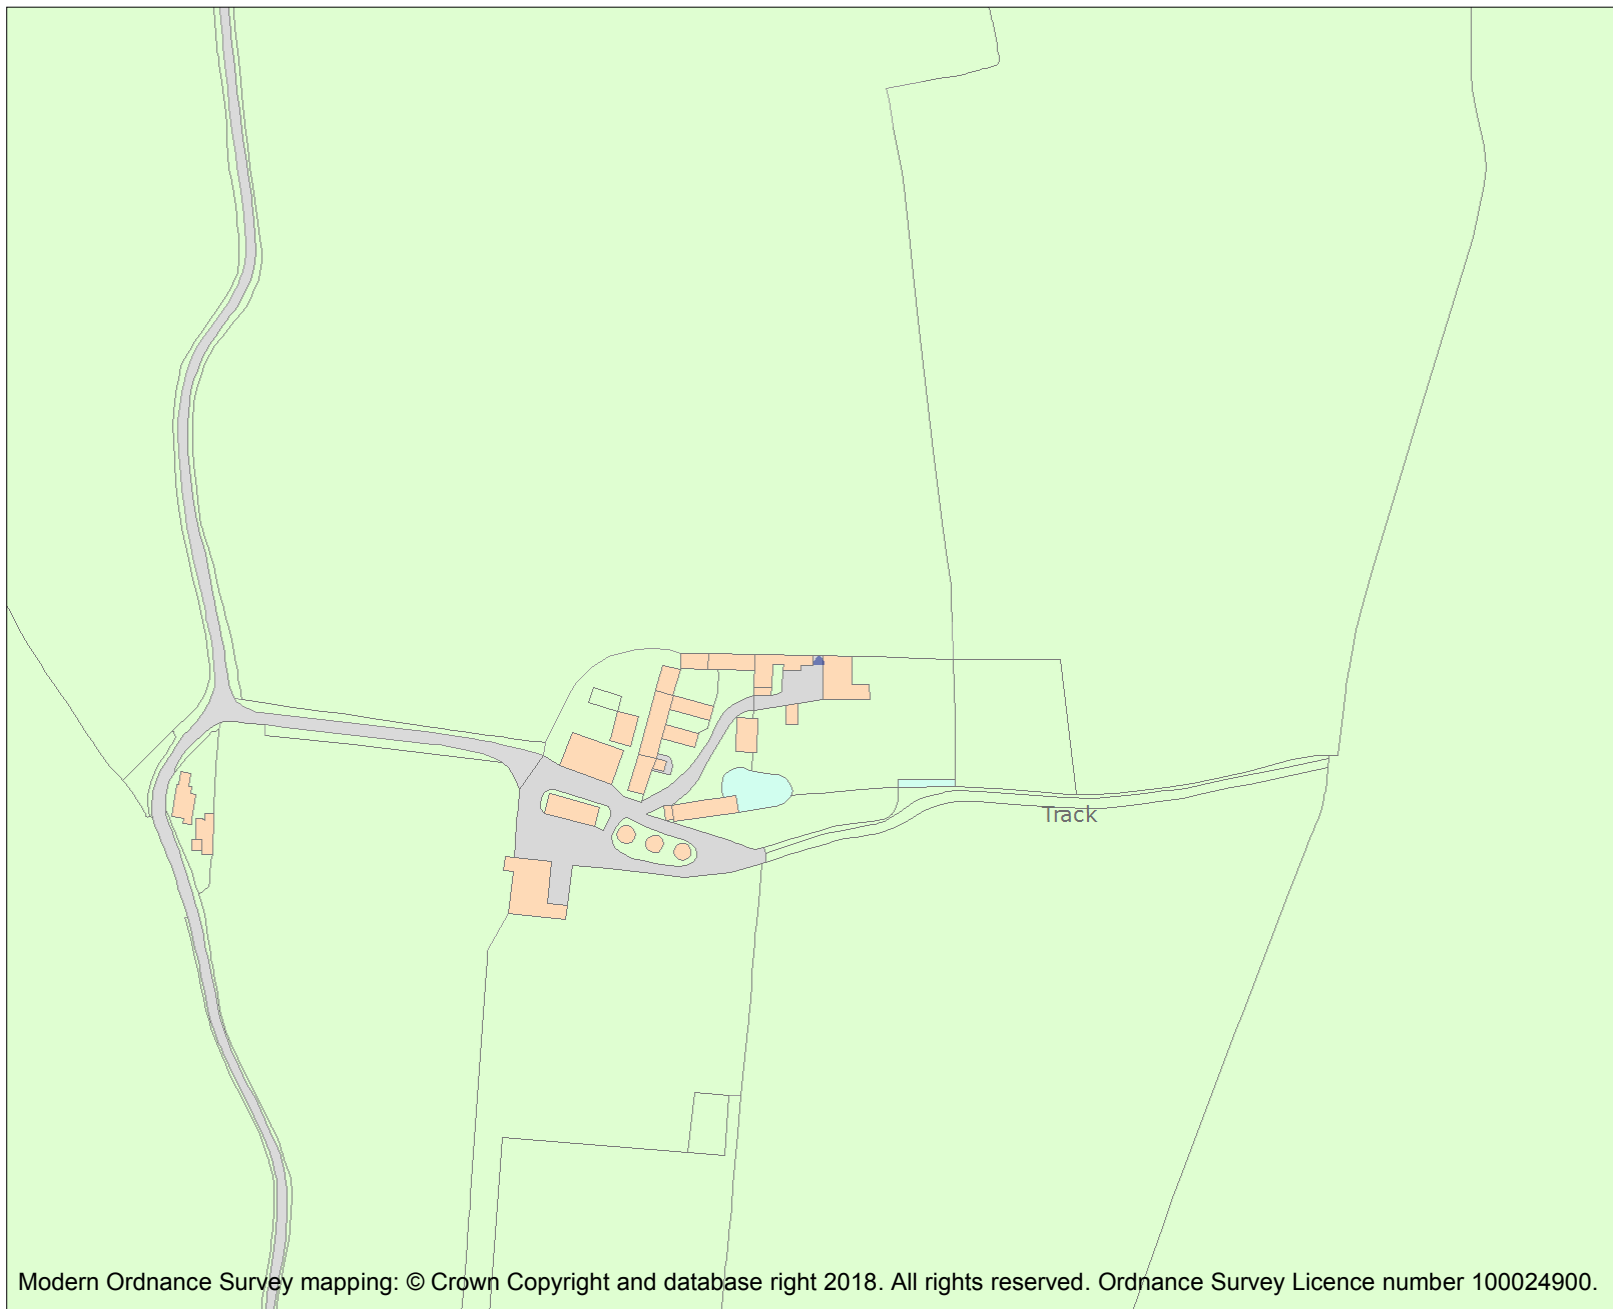 Track
Modern Ordnance Survey mapping: © Crown Copyright and database right 2018. All rights reserved. Ordnance Survey Licence number 100024900.